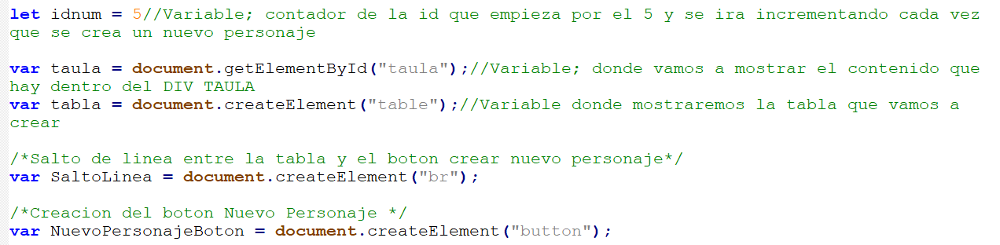 let idnum = 5//Variable; contador de la id que empieza por el 5 y se ira incrementando cada vez
que se crea un nuevo personaje
var taula = document.getElementById("taula");//Variable; donde vamos a mostrar el contenido que
hay dentro del DIV TAULA
var tabla = document.createElement("table");//Variable donde mostraremos la tabla que vamos a
crear
/*Salto de linea entre la tabla y el boton crear nuevo personaje*/
var SaltoLinea = document.createElement("br");
/*Creacion del boton Nuevo Personaje */
var NuevoPersonajeBoton = document.createElement("button");